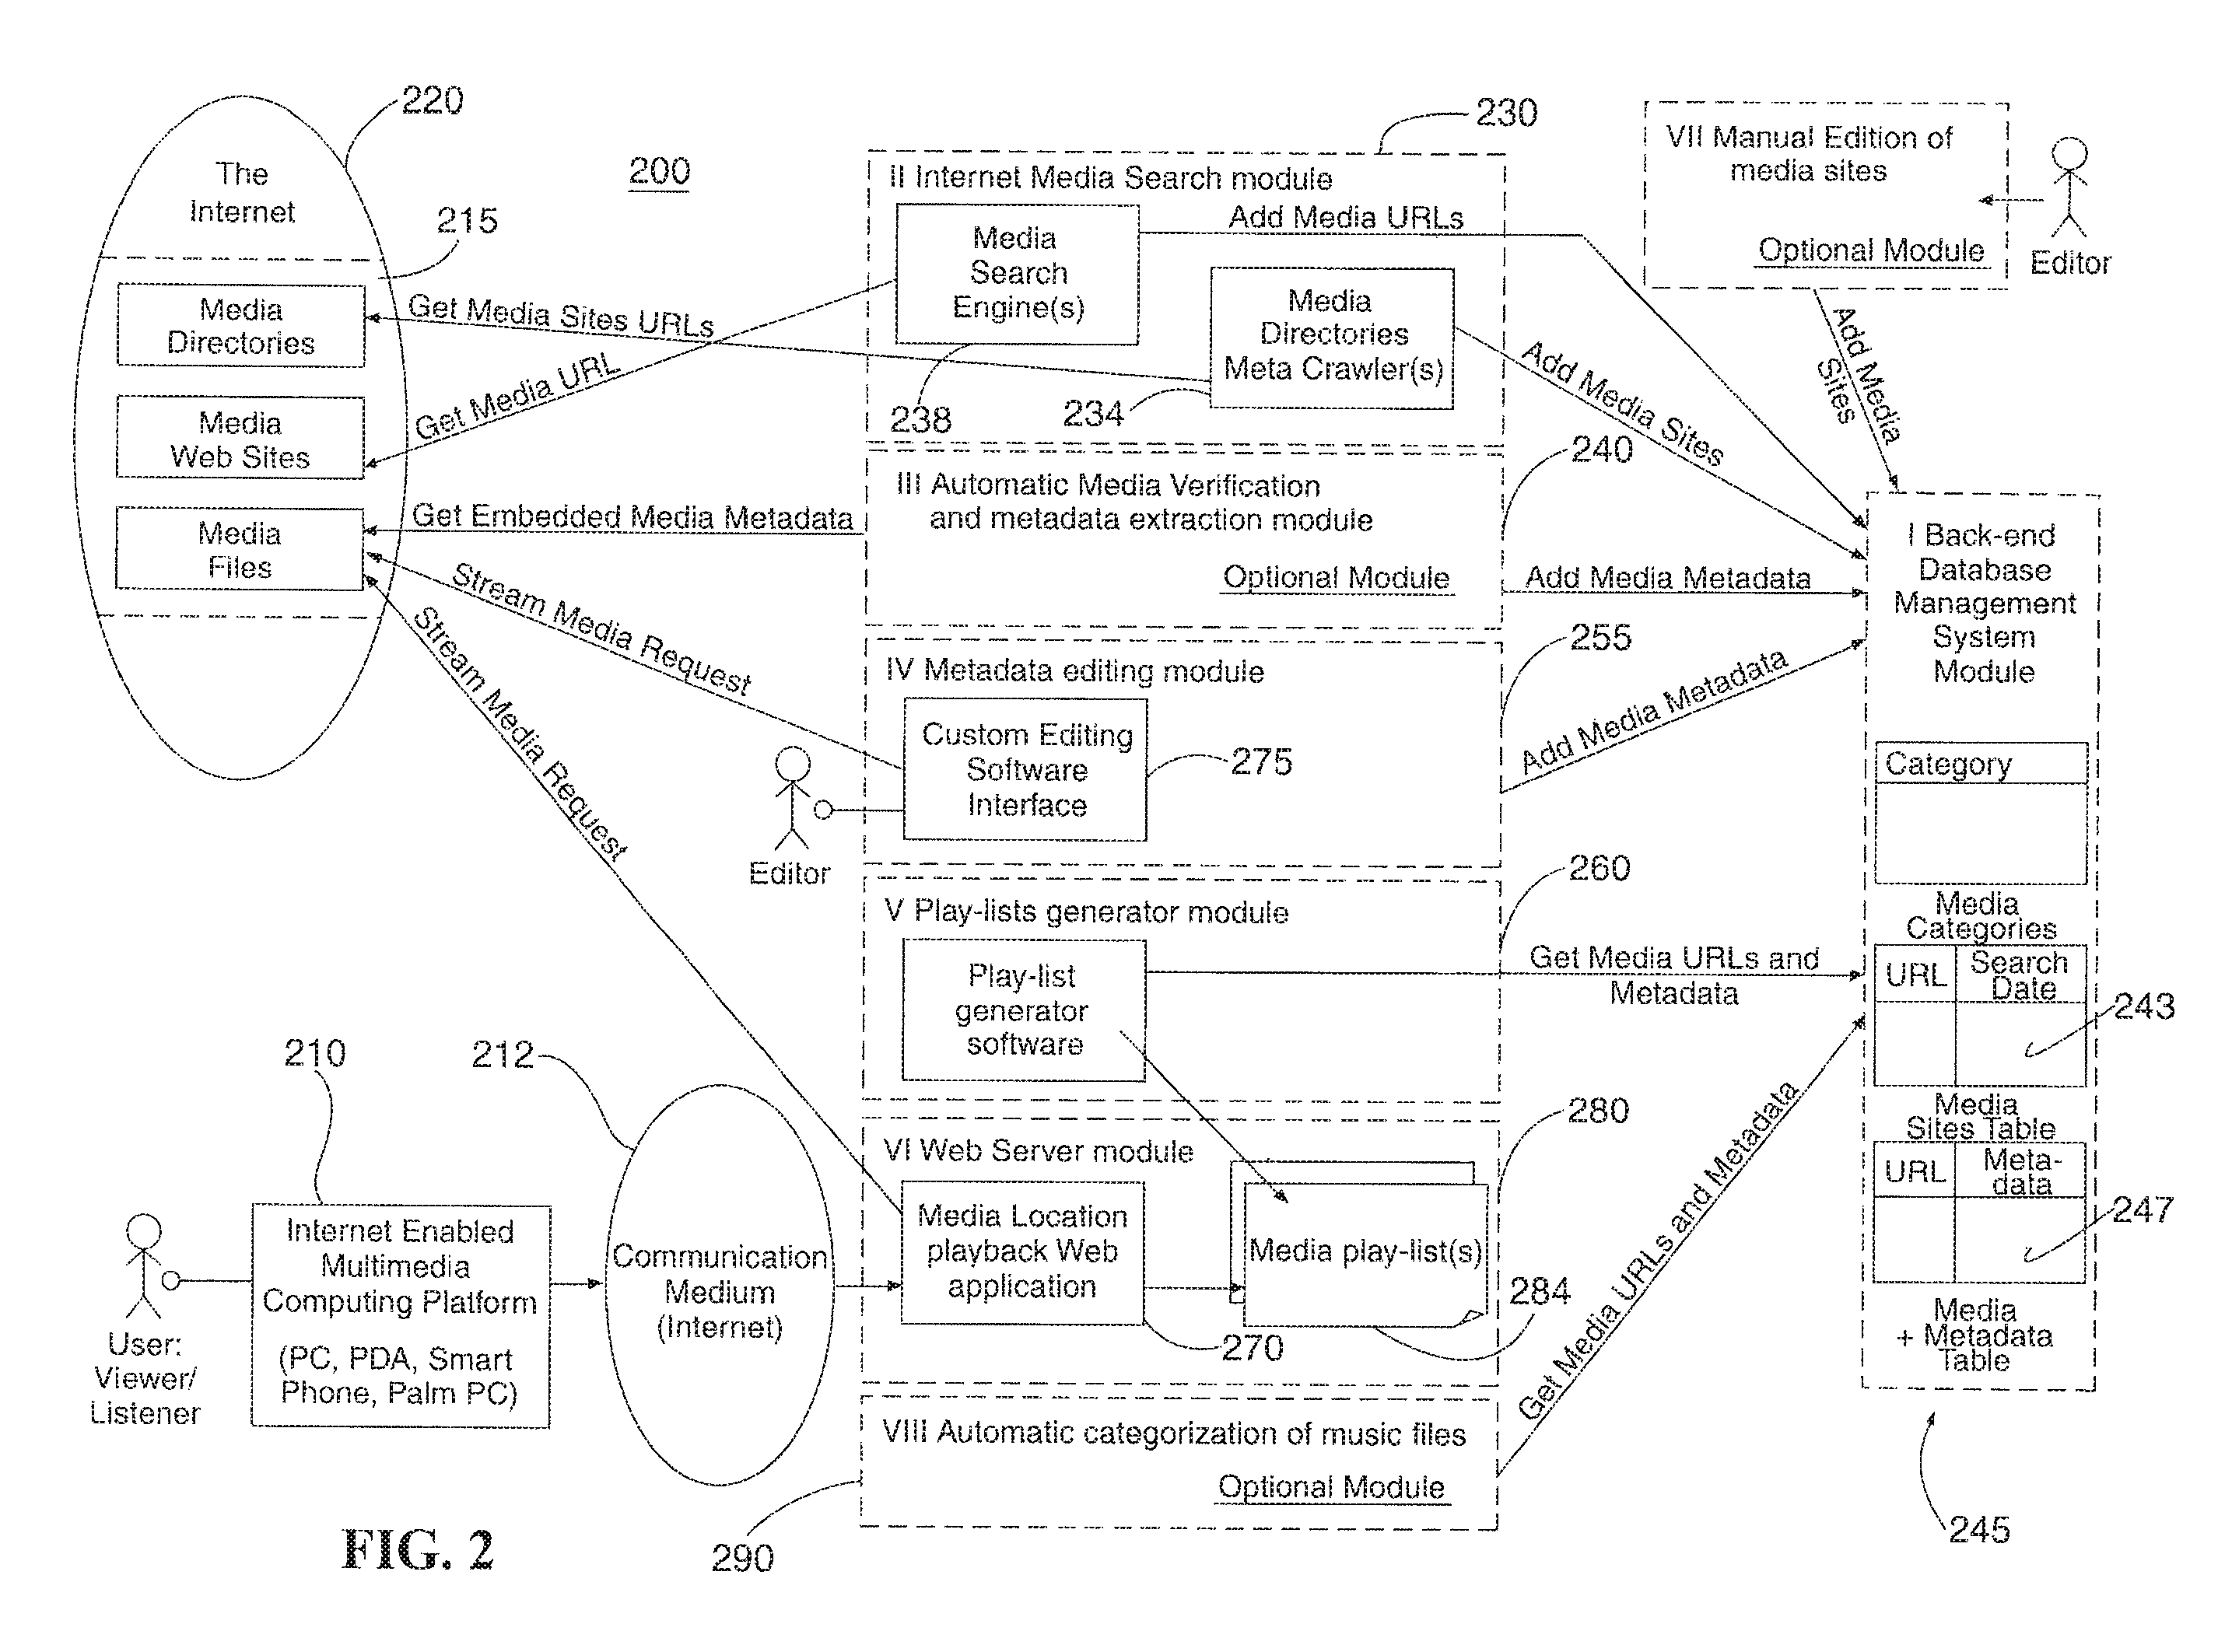 220
The
Internet
215
Media
Directories
Media
Web Sites
Media
Files
200
Get Media Sites URLs
Get Media URL
Get Embedded Media Metadata
Stream Media Request
Stream Media Request
230
II Internet Media Search module
Media
Search
Engine(s)
238
Add Media URLs
Media
Directories
Meta Crawler(s)
234
Add Media Sites
VII Manual Edition of
media sites
Optional Module
Editor
Add Media
Sites
240
III Automatic Media Verification
and metadata extraction module
Optional Module
Add Media Metadata
255
IV Metadata editing module
Custom Editing
Software
Interface
275
Editor
Add Media Metadata
260
V Play-lists generator module
Play-list
generator
software
Get Media URLs and
Metadata
280
VI Web Server module
Media Location
playback Web
application
270
Media play-list(s)
284
VIII Automatic categorization of music files
Optional Module
290
Get Media URLs and Metadata
I Back-end
Database
Management
System
Module
Category
Media
Categories
URL
Search
Date
243
Media
Sites Table
URL
Meta-
data
247
Media
+ Metadata
Table
245
210
Internet Enabled
Multimedia
Computing Platform
(PC, PDA, Smart
Phone, Palm PC)
User:
Viewer/
Listener
212
Communication
Medium
(Internet)
FIG. 2